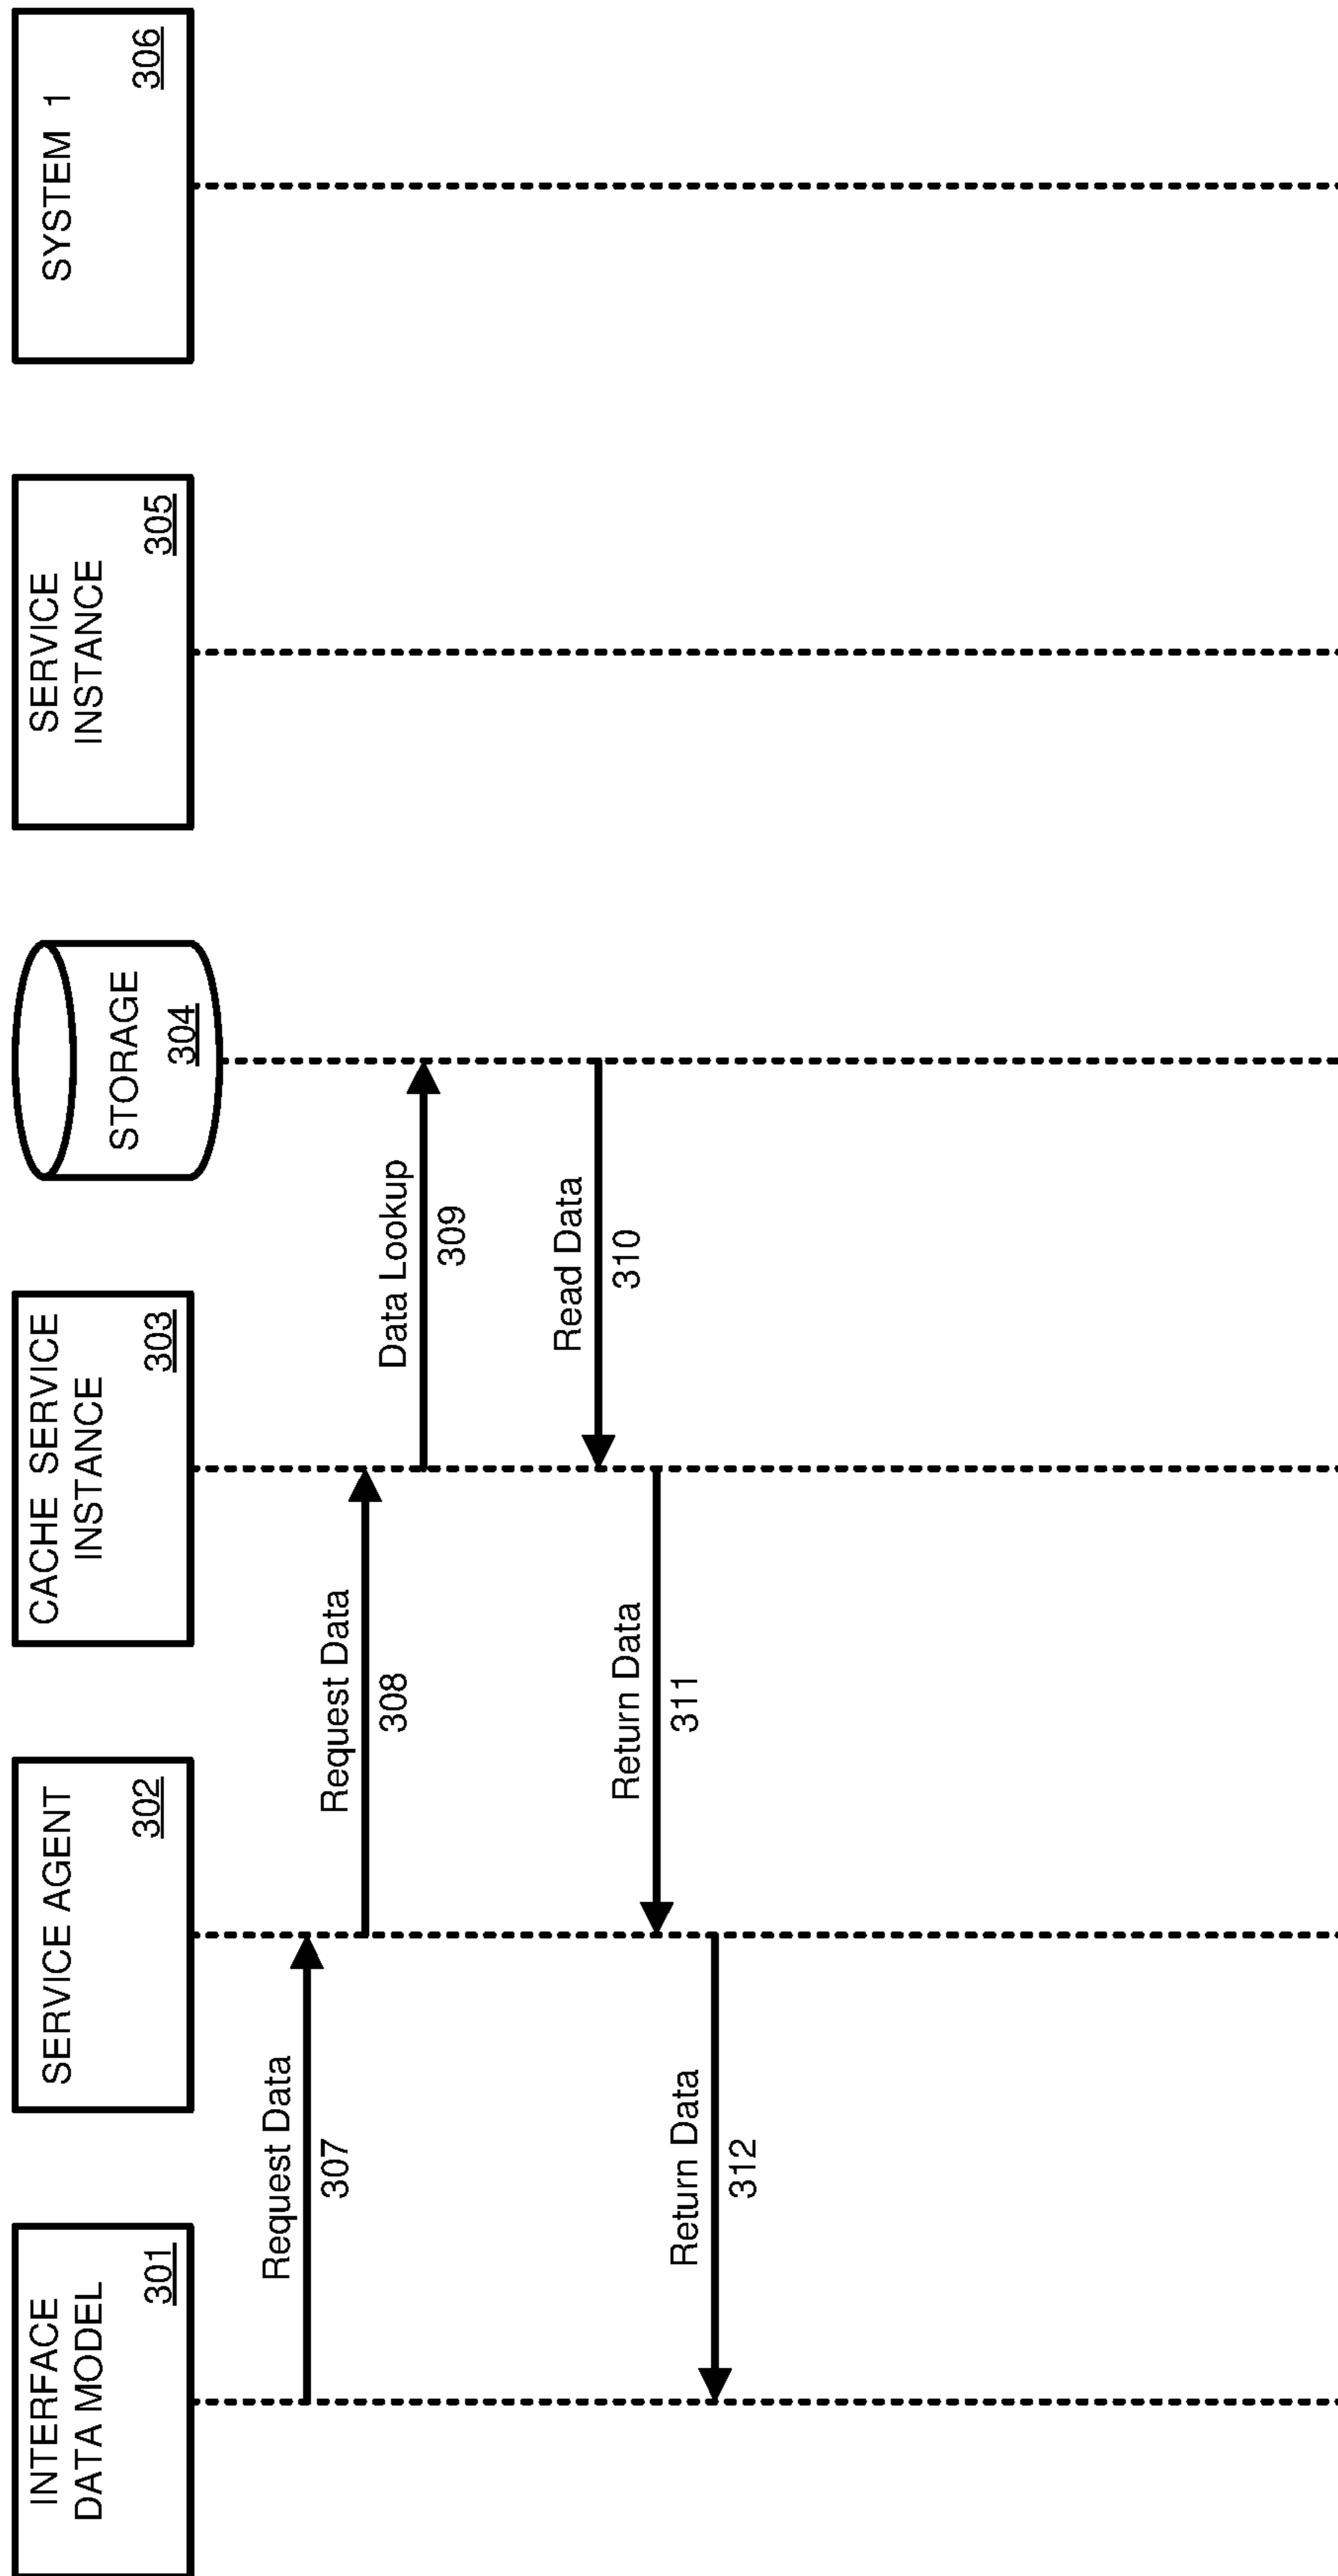 INTERFACE
DATA MODEL
301
SERVICE AGENT
302
CACHE SERVICE
INSTANCE
303
STORAGE
304
SERVICE
INSTANCE
305
SYSTEM 1
306
Request Data
307
Request Data
308
Data Lookup
309
Read Data
310
Return Data
311
Return Data
312